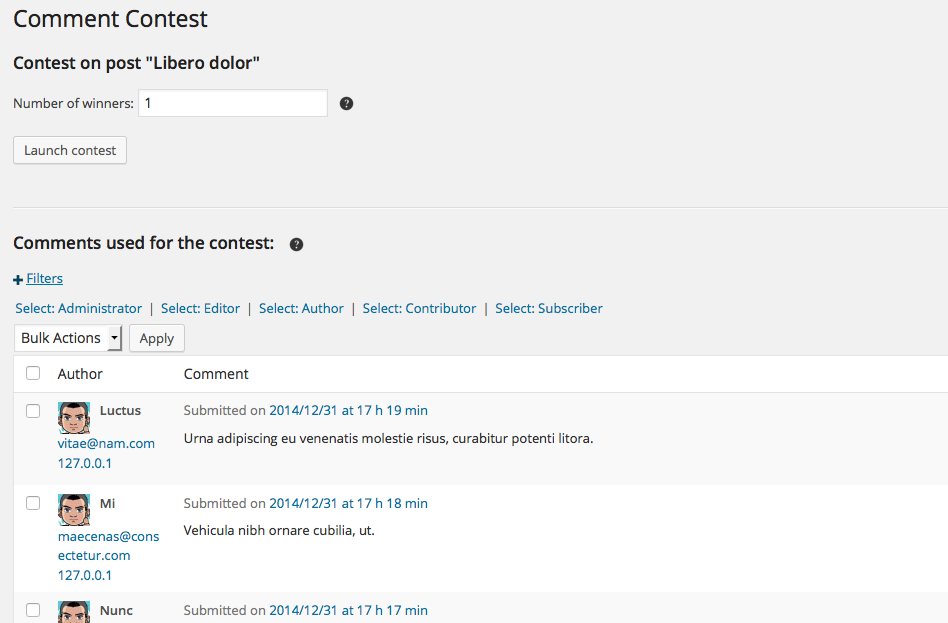 Comment Contest
Contest on post "Libero dolor"
Number of winners: 1 ?
Launch contest
Comments used for the contest: ?
+ Filters
Select: Administrator | Select: Editor | Select: Author | Select: Contributor | Select: Subscriber
Bulk Actions Apply
Author Comment
Luctus Submitted on 2014/12/31 at 17 h 19 min
vitae@nam.com Urna adipiscing eu venenatis molestie risus, curabitur potenti litora.
127.0.0.1
Mi Submitted on 2014/12/31 at 17 h 18 min
Vehicula nibh ornare cubilia, ut.
maecenas@cons
ectetur.com
127.0.0.1
Nunc Submitted on 2014/12/31 at 17 h 17 min